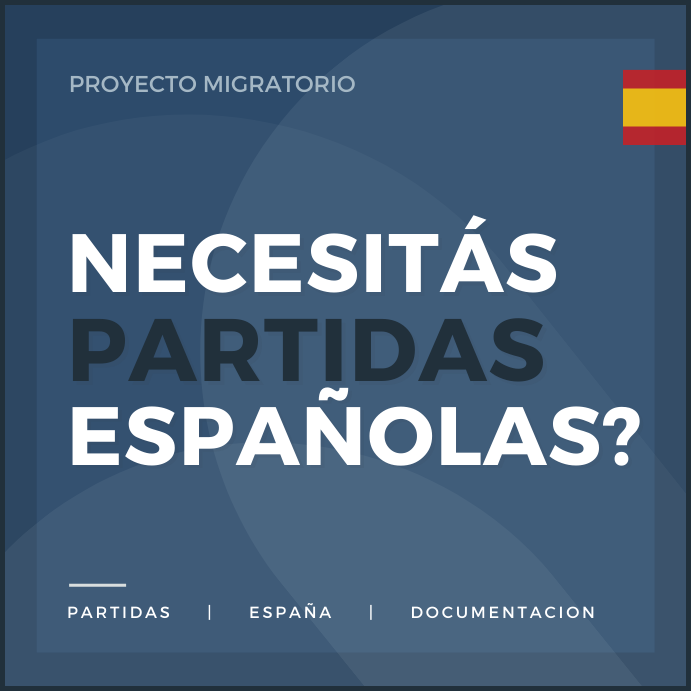 PROYECTO MIGRATORIO
NECESITÁS
PARTIDAS
ESPAÑOLAS?
PARTIDAS | ESPAÑA | DOCUMENTACION